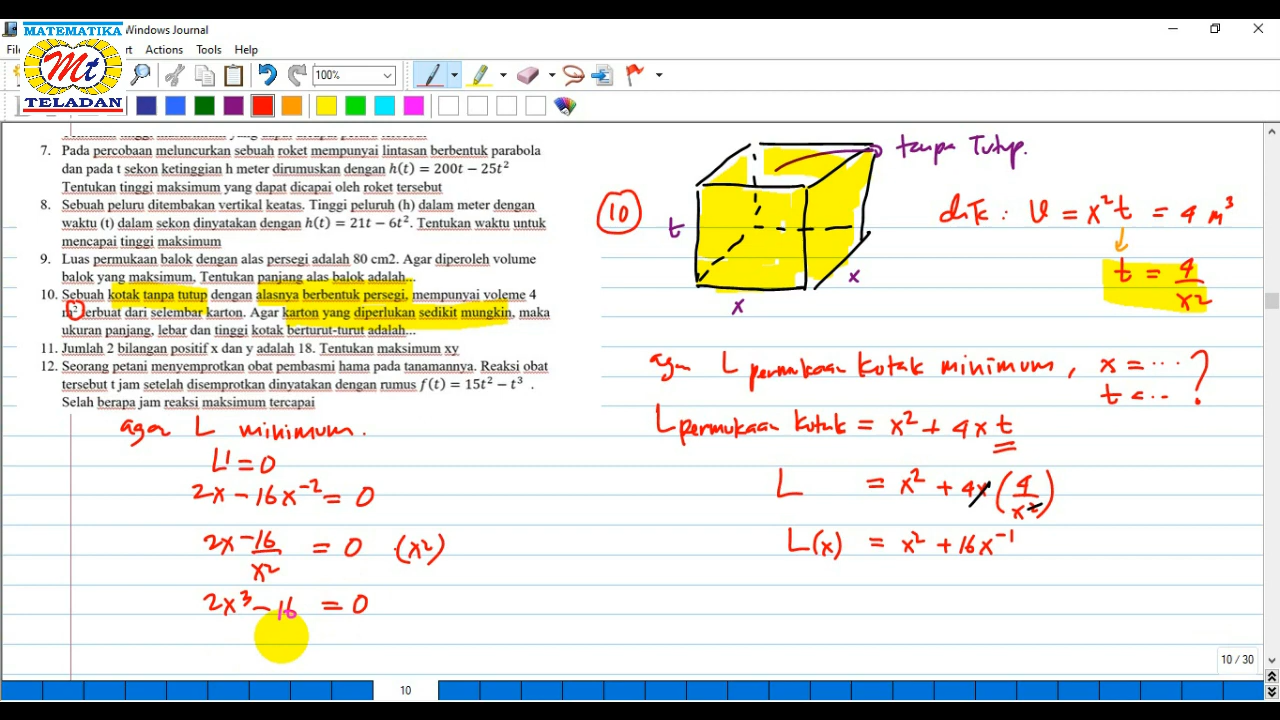 MATEMATIKA
Mt
TELADAN
Windows Journal
Actions Tools Help
100%
7. Pada percobaan meluncurkan sebuah roket mempunyai lintasan berbentuk parabola
dan pada t sekon ketinggian h meter dirumuskan dengan h(t) = 200t − 25t²
Tentukan tinggi maksimum yang dapat dicapai oleh roket tersebut
8. Sebuah peluru ditembakan vertikal keatas. Tinggi peluruh (h) dalam meter dengan
waktu (t) dalam sekon dinyatakan dengan h(t) = 21t − 6t². Tentukan waktu untuk
mencapai tinggi maksimum
9. Luas permukaan balok dengan alas persegi adalah 80 cm2. Agar diperoleh volume
balok yang maksimum. Tentukan panjang alas balok adalah...
10. Sebuah kotak tanpa tutup dengan alasnya berbentuk persegi, mempunyai voleme 4
m³ terbuat dari selembar karton. Agar karton yang diperlukan sedikit mungkin, maka
ukuran panjang, lebar dan tinggi kotak berturut-turut adalah...
11. Jumlah 2 bilangan positif x dan y adalah 18. Tentukan maksimum xy
12. Seorang petani menyemprotkan obat pembasmi hama pada tanamannya. Reaksi obat
tersebut t jam setelah disemprotkan dinyatakan dengan rumus f(t) = 15t² − t³ .
Selah berapa jam reaksi maksimum tercapai
agar L minimum.
L' = 0
2x − 16x⁻² = 0
2x − 16/x² = 0 (x²)
2x³ − 16 = 0
10
tanpa Tutup.
t
x
x
dik : V = x²t = 4 m³
t = 4/x²
agar L permukaan kotak minimum, x = ... ?
t = ..
L permukaan kotak = x² + 4x t
L = x² + 4x (4/x²)
L(x) = x² + 16x⁻¹
10 / 30
10